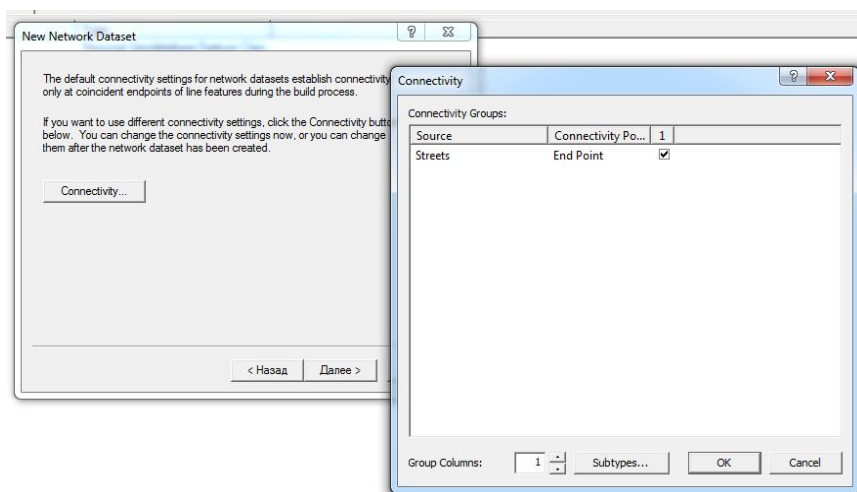 New Network Dataset
The default connectivity settings for network datasets establish connectivity
only at coincident endpoints of line features during the build process.
If you want to use different connectivity settings, click the Connectivity
below. You can change the connectivity settings now, or you can change
them after the network dataset has been created.
Connectivity...
< Назад
Далее >
Connectivity
Connectivity Groups:
Source Connectivity Po... 1
Streets End Point
Group Columns: 1 Subtypes... OK Cancel